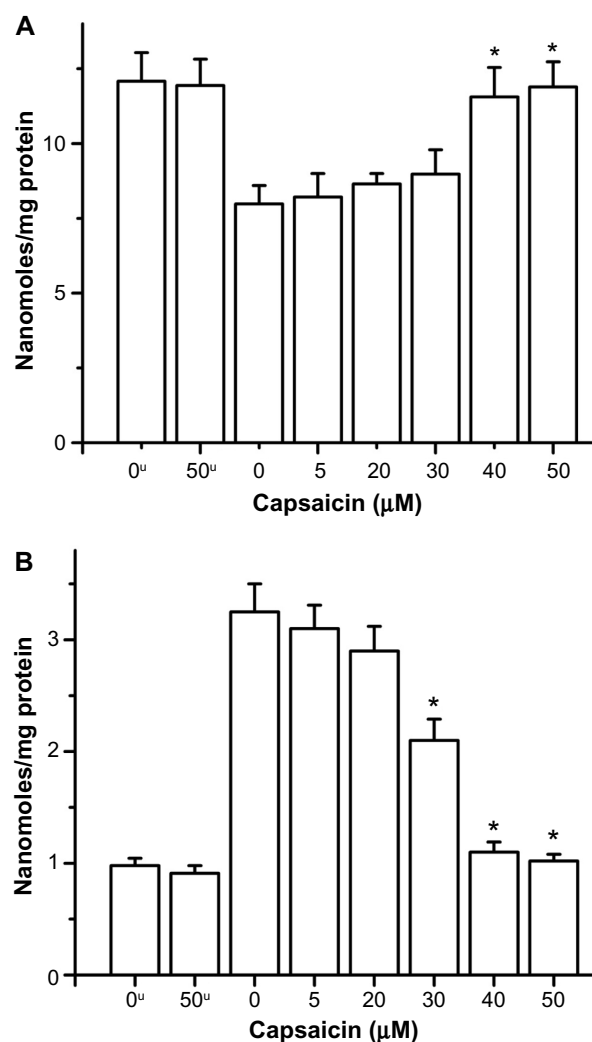 A
Nanomoles/mg protein
10
5
0
* *
0ᵘ 50ᵘ 0 5 20 30 40 50
Capsaicin (μM)
B
Nanomoles/mg protein
3
2
1
0
* * *
0ᵘ 50ᵘ 0 5 20 30 40 50
Capsaicin (μM)